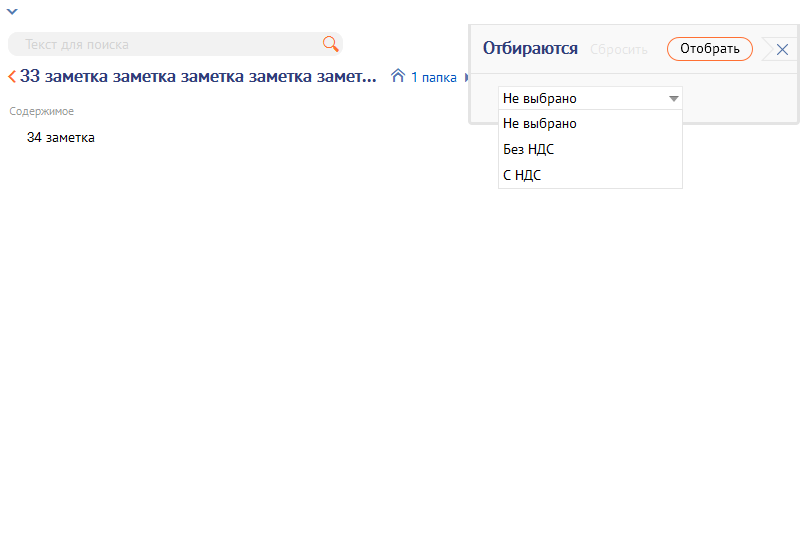 Текст для поиска
33 заметка заметка заметка заметка замет...
1 папка
Содержимое
34 заметка
Отбираются
Сбросить
Отобрать
Не выбрано
Не выбрано
Без НДС
С НДС